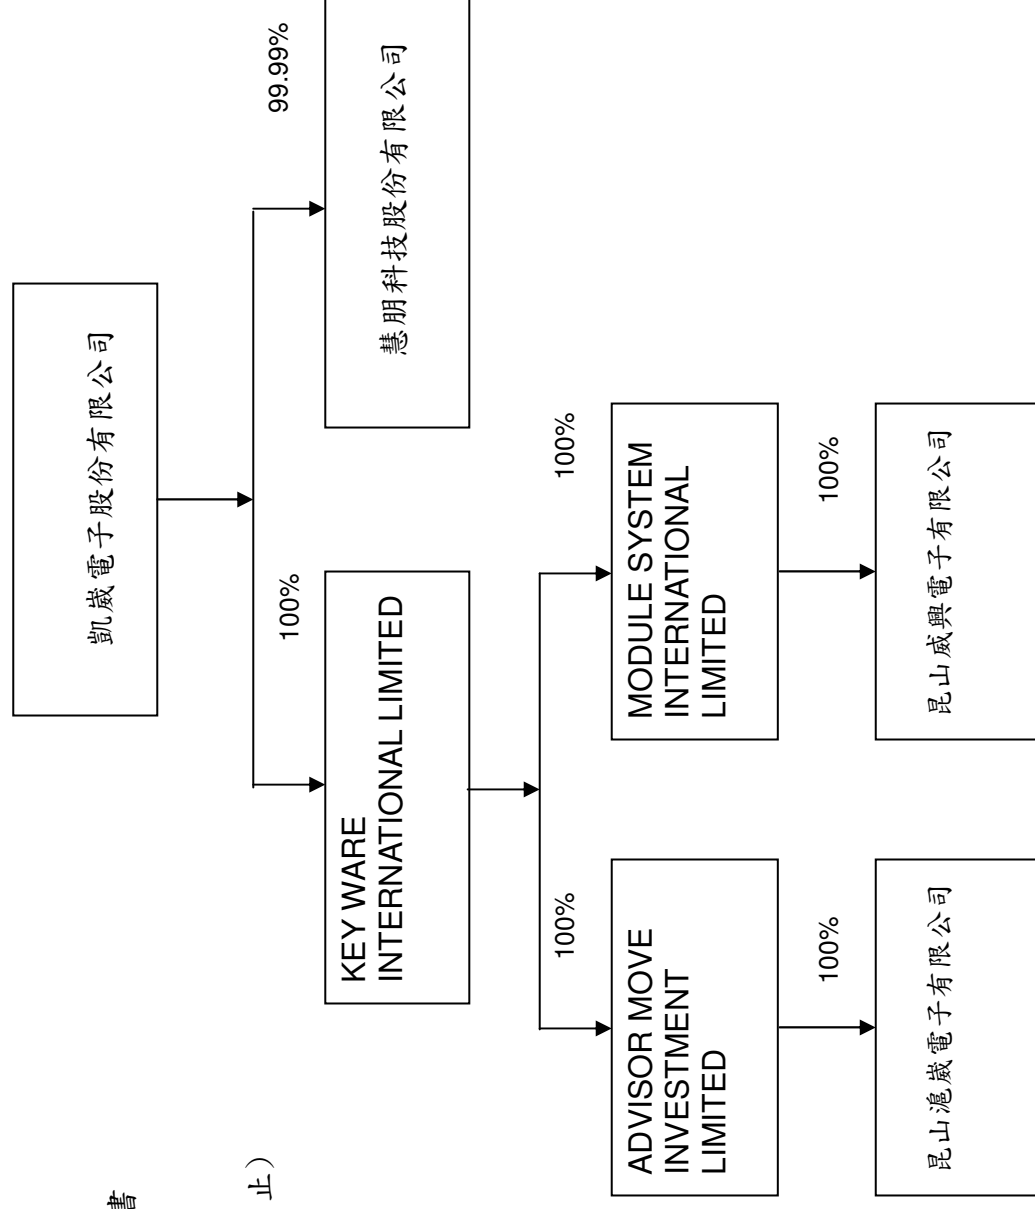 書
止）
凱崴電子股份有限公司
100%
99.99%
KEY WARE
INTERNATIONAL LIMITED
慧朋科技股份有限公司
100%
100%
ADVISOR MOVE
INVESTMENT
LIMITED
MODULE SYSTEM
INTERNATIONAL
LIMITED
100%
100%
昆山滬崴電子有限公司
昆山威興電子有限公司